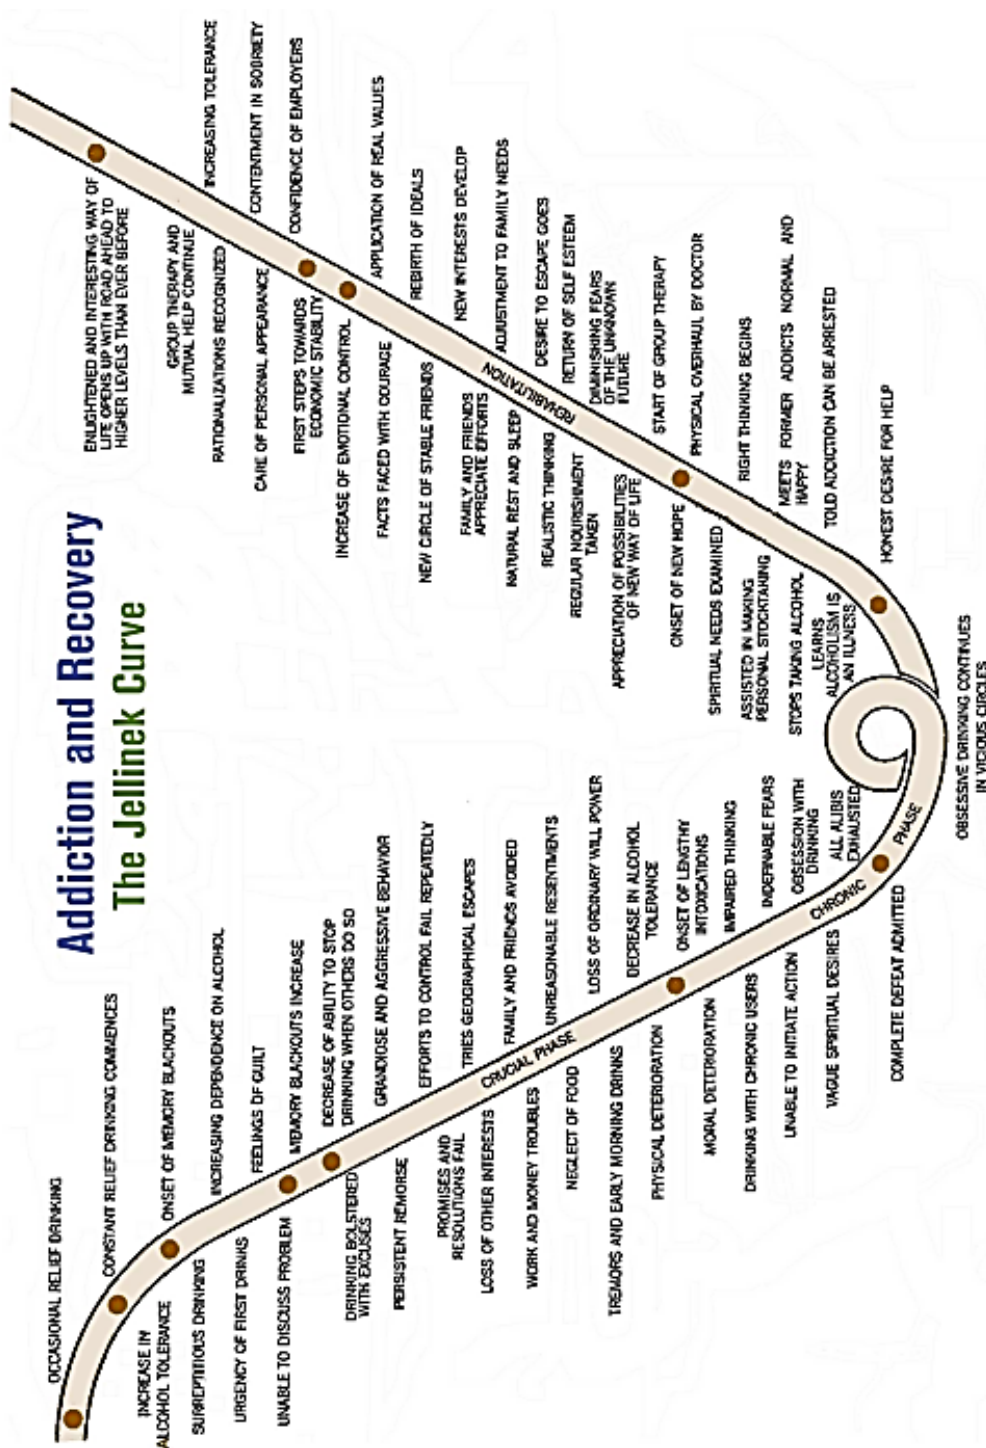 Addiction and Recovery
The Jellinek Curve
OCCASIONAL RELIEF DRINKING
CONSTANT RELIEF DRINKING COMMENCES
INCREASE IN
ALCOHOL TOLERANCE
ONSET OF MEMORY BLACKOUTS
SURREPTITIOUS DRINKING
INCREASING DEPENDENCE ON ALCOHOL
URGENCY OF FIRST DRINKS
FEELINGS OF GUILT
UNABLE TO DISCUSS PROBLEM
MEMORY BLACKOUTS INCREASE
DECREASE OF ABILITY TO STOP
DRINKING WHEN OTHERS DO SO
DRINKING BOLSTERED
WITH EXCUSES
GRANDIOSE AND AGGRESSIVE BEHAVIOR
PERSISTENT REMORSE
EFFORTS TO CONTROL FAIL REPEATEDLY
PROMISES AND
RESOLUTIONS FAIL
TRIES GEOGRAPHICAL ESCAPES
LOSS OF OTHER INTERESTS
CRUCIAL PHASE
FAMILY AND FRIENDS AVOIDED
WORK AND MONEY TROUBLES
UNREASONABLE RESENTMENTS
NEGLECT OF FOOD
LOSS OF ORDINARY WILL POWER
TREMORS AND EARLY MORNING DRINKS
DECREASE IN ALCOHOL
TOLERANCE
PHYSICAL DETERIORATION
ONSET OF LENGTHY
INTOXICATIONS
MORAL DETERIORATION
IMPAIRED THINKING
DRINKING WITH CHRONIC USERS
INDEFINABLE FEARS
UNABLE TO INITIATE ACTION
OBSESSION WITH
DRINKING
VAGUE SPIRITUAL DESIRES
ALL ALIBIS
EXHAUSTED
CHRONIC PHASE
COMPLETE DEFEAT ADMITTED
OBSESSIVE DRINKING CONTINUES
IN VICIOUS CIRCLES
HONEST DESIRE FOR HELP
LEARNS
ALCOHOLISM IS
AN ILLNESS
TOLD ADDICTION CAN BE ARRESTED
STOPS TAKING ALCOHOL
MEETS FORMER ADDICTS NORMAL AND
HAPPY
ASSISTED IN MAKING
PERSONAL STOCKTAKING
RIGHT THINKING BEGINS
SPIRITUAL NEEDS EXAMINED
PHYSICAL OVERHAUL BY DOCTOR
ONSET OF NEW HOPE
START OF GROUP THERAPY
APPRECIATION OF POSSIBILITIES
OF NEW WAY OF LIFE
DIMINISHING FEARS
OF THE UNKNOWN
FUTURE
REGULAR NOURISHMENT
TAKEN
RETURN OF SELF ESTEEM
REALISTIC THINKING
DESIRE TO ESCAPE GOES
REHABILITATION
NATURAL REST AND SLEEP
ADJUSTMENT TO FAMILY NEEDS
FAMILY AND FRIENDS
APPRECIATE EFFORTS
NEW INTERESTS DEVELOP
NEW CIRCLE OF STABLE FRIENDS
REBIRTH OF IDEALS
FACTS FACED WITH COURAGE
APPLICATION OF REAL VALUES
INCREASE OF EMOTIONAL CONTROL
FIRST STEPS TOWARDS
ECONOMIC STABILITY
CONFIDENCE OF EMPLOYERS
CARE OF PERSONAL APPEARANCE
CONTENTMENT IN SOBRIETY
RATIONALIZATIONS RECOGNIZED
INCREASING TOLERANCE
GROUP THERAPY AND
MUTUAL HELP CONTINUE
ENLIGHTENED AND INTERESTING WAY OF
LIFE OPENS UP WITH ROAD AHEAD TO
HIGHER LEVELS THAN EVER BEFORE